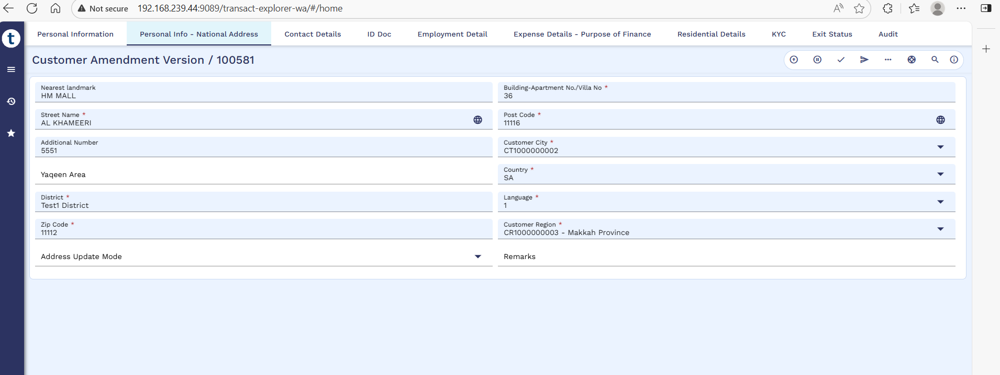 Not secure 192.168.239.44:9089/transact-explorer-wa/#/home
t
Personal Information Personal Info - National Address Contact Details ID Doc Employment Detail Expense Details - Purpose of Finance Residential Details KYC Exit Status Audit
Customer Amendment Version / 100581
Nearest landmark
HM MALL
Building-Apartment No./Villa No *
36
Street Name *
AL KHAMEERI
Post Code *
11116
Additional Number
5551
Customer City *
CT1000000002
Yaqeen Area
Country *
SA
District *
Test1 District
Language *
1
Zip Code *
11112
Customer Region *
CR1000000003 - Makkah Province
Address Update Mode
Remarks